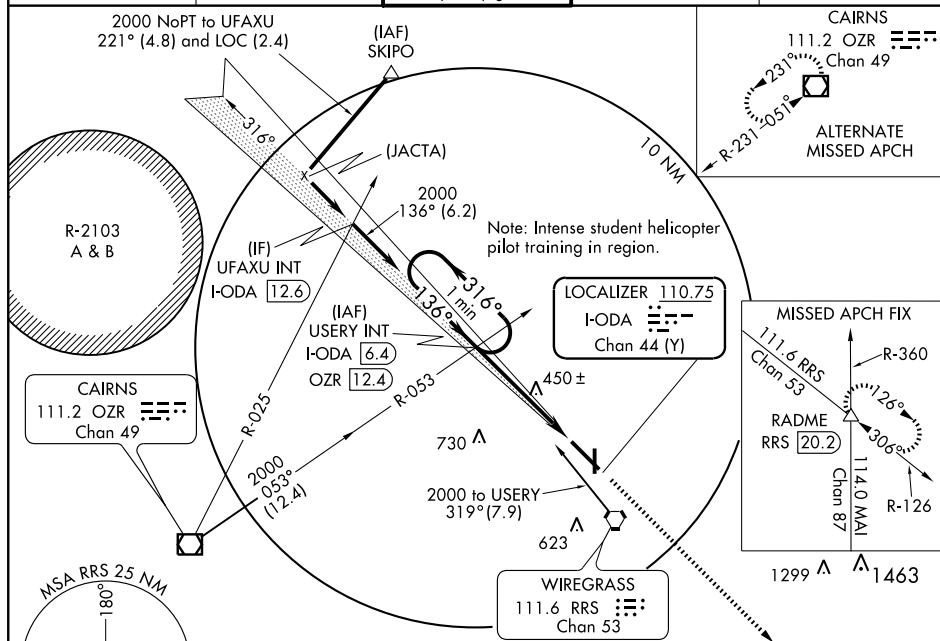 2000 NoPT to UFAXU
221° (4.8) and LOC (2.4)
(IAF)
SKIPO
CAIRNS
111.2 OZR
Chan 49
231°
R-231
051°
ALTERNATE
MISSED APCH
316°
(JACTA)
10 NM
2000
136° (6.2)
R-2103
A & B
Note: Intense student helicopter
pilot training in region.
(IF)
UFAXU INT
I-ODA 12.6
316°
1 min
136°
LOCALIZER 110.75
I-ODA
Chan 44 (Y)
(IAF)
USERY INT
I-ODA 6.4
OZR 12.4
MISSED APCH FIX
111.6 RRS
Chan 53
R-360
126°
RADME
RRS 20.2
306°
114.0 MAI
Chan 87
R-126
CAIRNS
111.2 OZR
Chan 49
R-025
R-053
450 ±
730
2000
053°
(12.4)
2000 to USERY
319° (7.9)
623
WIREGRASS
111.6 RRS
Chan 53
1299
1463
MSA RRS 25 NM
180°